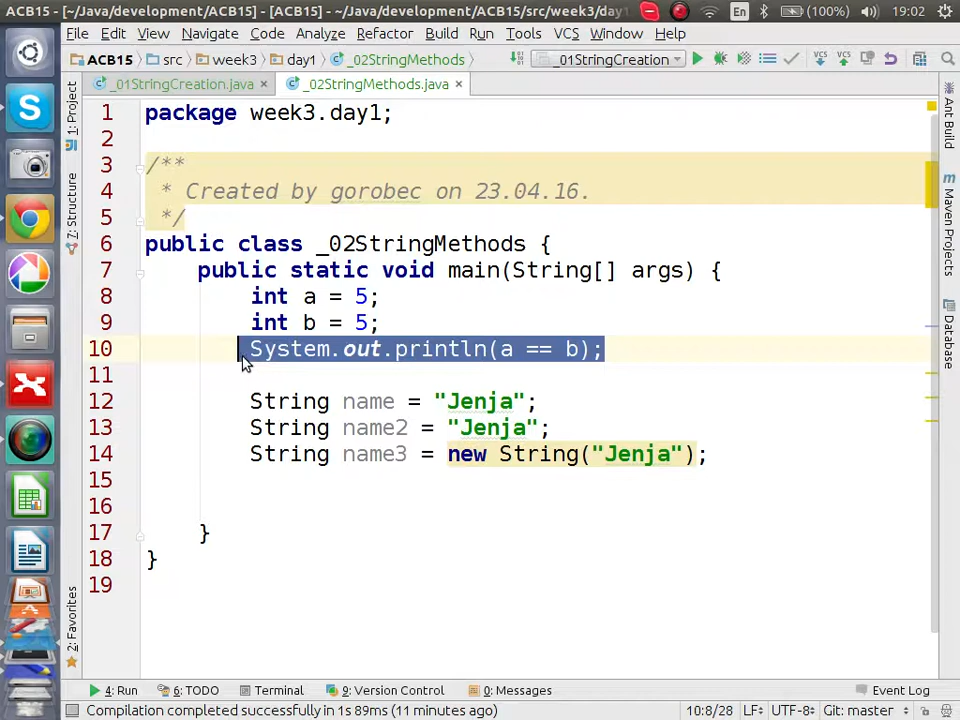 ACB15 - [~/Java/development/ACB15] - [ACB15] - ~/Java/development/ACB15/src/week3/day1
En
(100%)
19:02
File Edit View Navigate Code Analyze Refactor Build Run Tools VCS Window Help
ACB15 src week3 day1 _02StringMethods _01StringCreation VCS VCS
_01StringCreation.java _02StringMethods.java
1: Project
7: Structure
2: Favorites
1 package week3.day1;
2
3 /**
4 * Created by gorobec on 23.04.16.
5 */
6 public class _02StringMethods {
7 public static void main(String[] args) {
8 int a = 5;
9 int b = 5;
10 System.out.println(a == b);
11
12 String name = "Jenja";
13 String name2 = "Jenja";
14 String name3 = new String("Jenja");
15
16
17 }
18 }
19
Ant Build
Maven Projects
Database
4: Run 6: TODO Terminal 9: Version Control 0: Messages Event Log
Compilation completed successfully in 1s 89ms (11 minutes ago) 10:8/28 LF UTF-8 Git: master